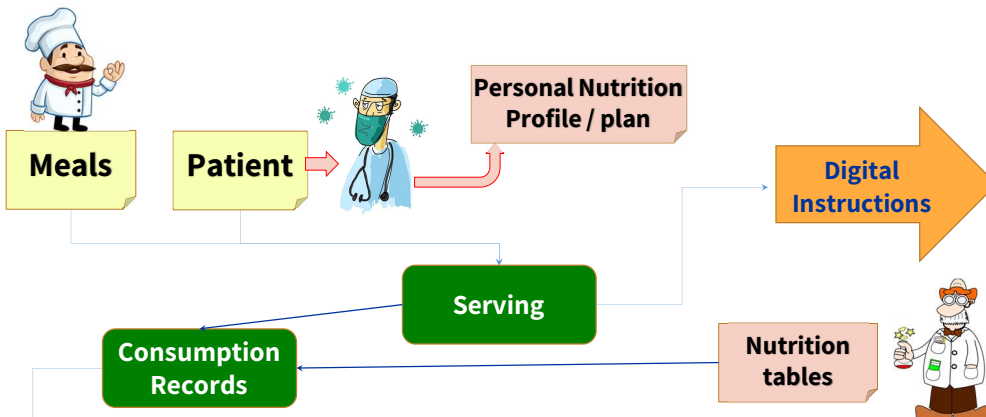 Personal Nutrition
Profile / plan
Meals
Patient
Digital
Instructions
Serving
Consumption
Records
Nutrition
tables